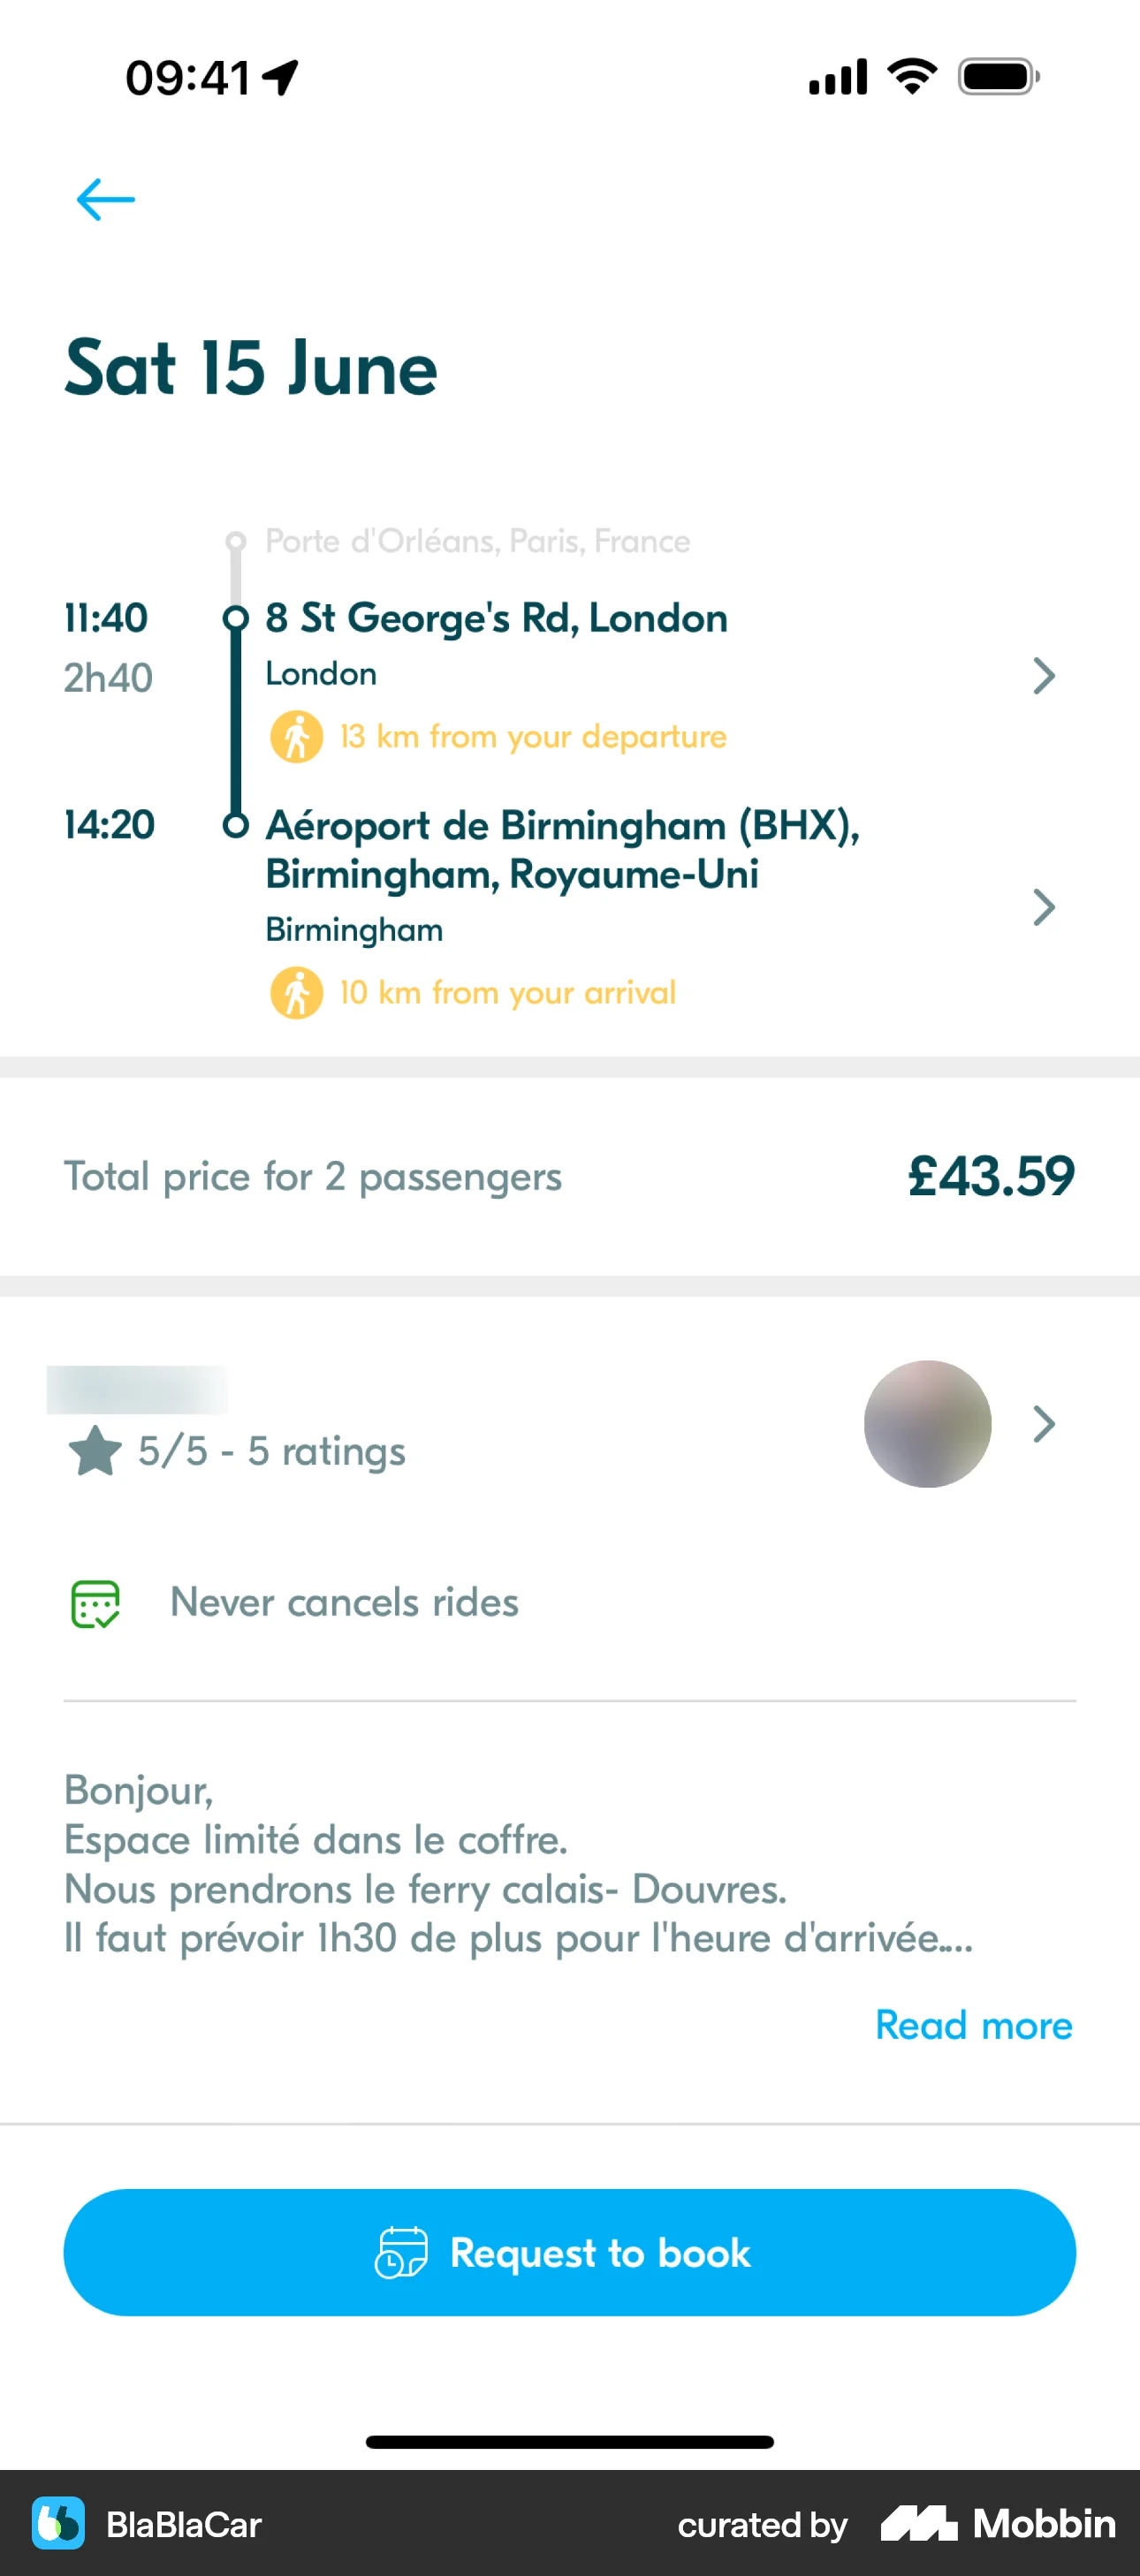 09:41
Sat 15 June
Porte d'Orléans, Paris, France
11:40
8 St George's Rd, London
2h40
London
13 km from your departure
14:20
Aéroport de Birmingham (BHX),
Birmingham, Royaume-Uni
Birmingham
10 km from your arrival
Total price for 2 passengers
£43.59
5/5 - 5 ratings
Never cancels rides
Bonjour,
Espace limité dans le coffre.
Nous prendrons le ferry calais- Douvres.
Il faut prévoir 1h30 de plus pour l'heure d'arrivée....
Read more
Request to book
BlaBlaCar
curated by
Mobbin